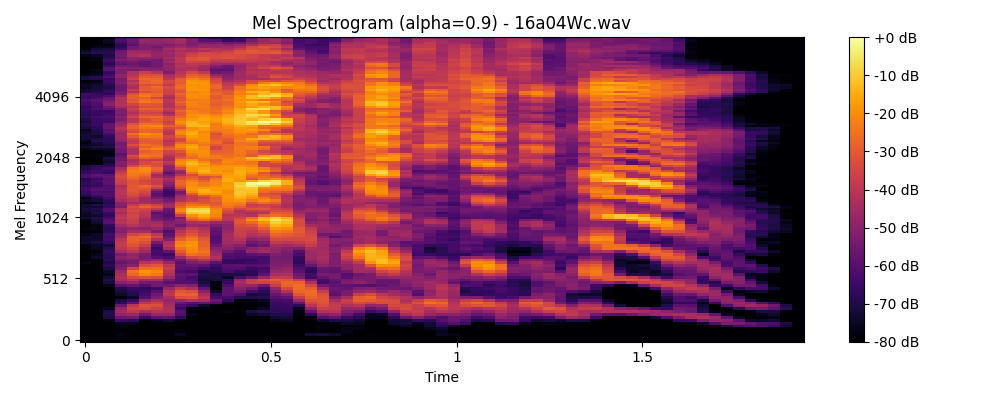 Mel Spectrogram (alpha=0.9) - 16a04Wc.wav
+0 dB
-10 dB
-20 dB
-30 dB
-40 dB
-50 dB
-60 dB
-70 dB
-80 dB
Mel Frequency
4096
2048
1024
512
0
0
0.5
1
1.5
Time